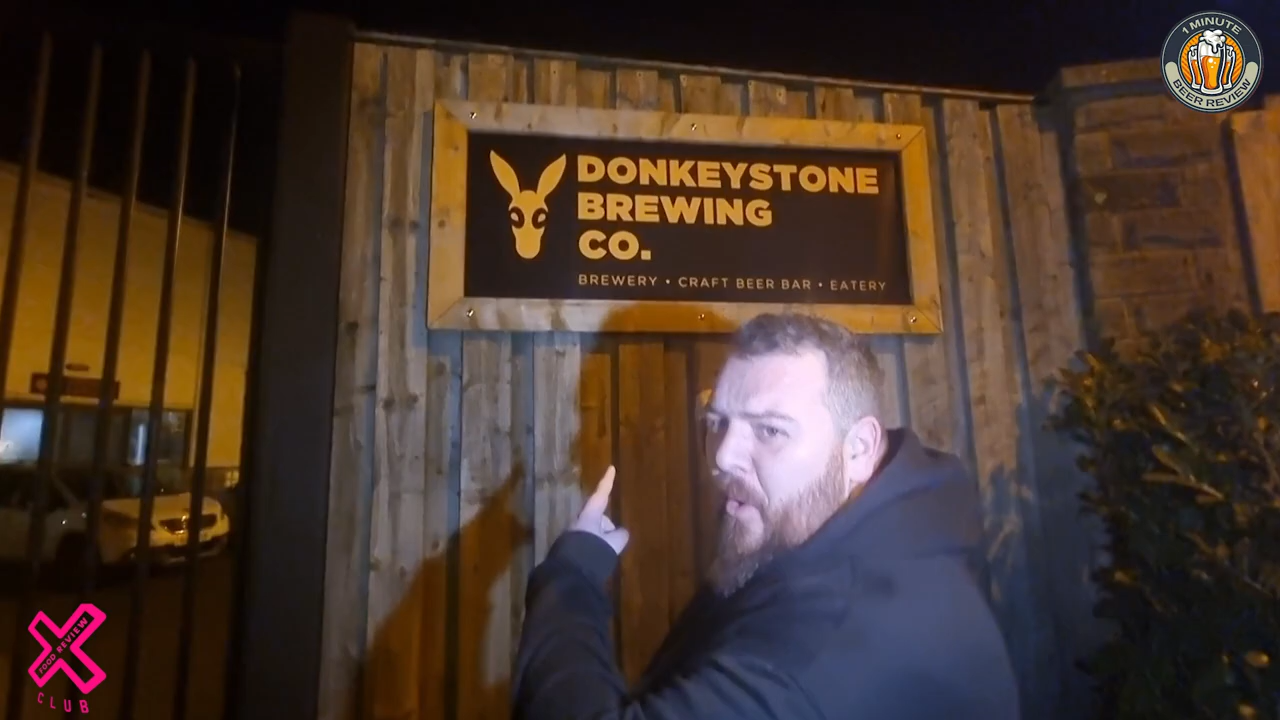 1 MINUTE
BEER REVIEW
DONKEYSTONE
BREWING
CO.
BREWERY • CRAFT BEER BAR • EATERY
FOOD REVIEW
CLUB